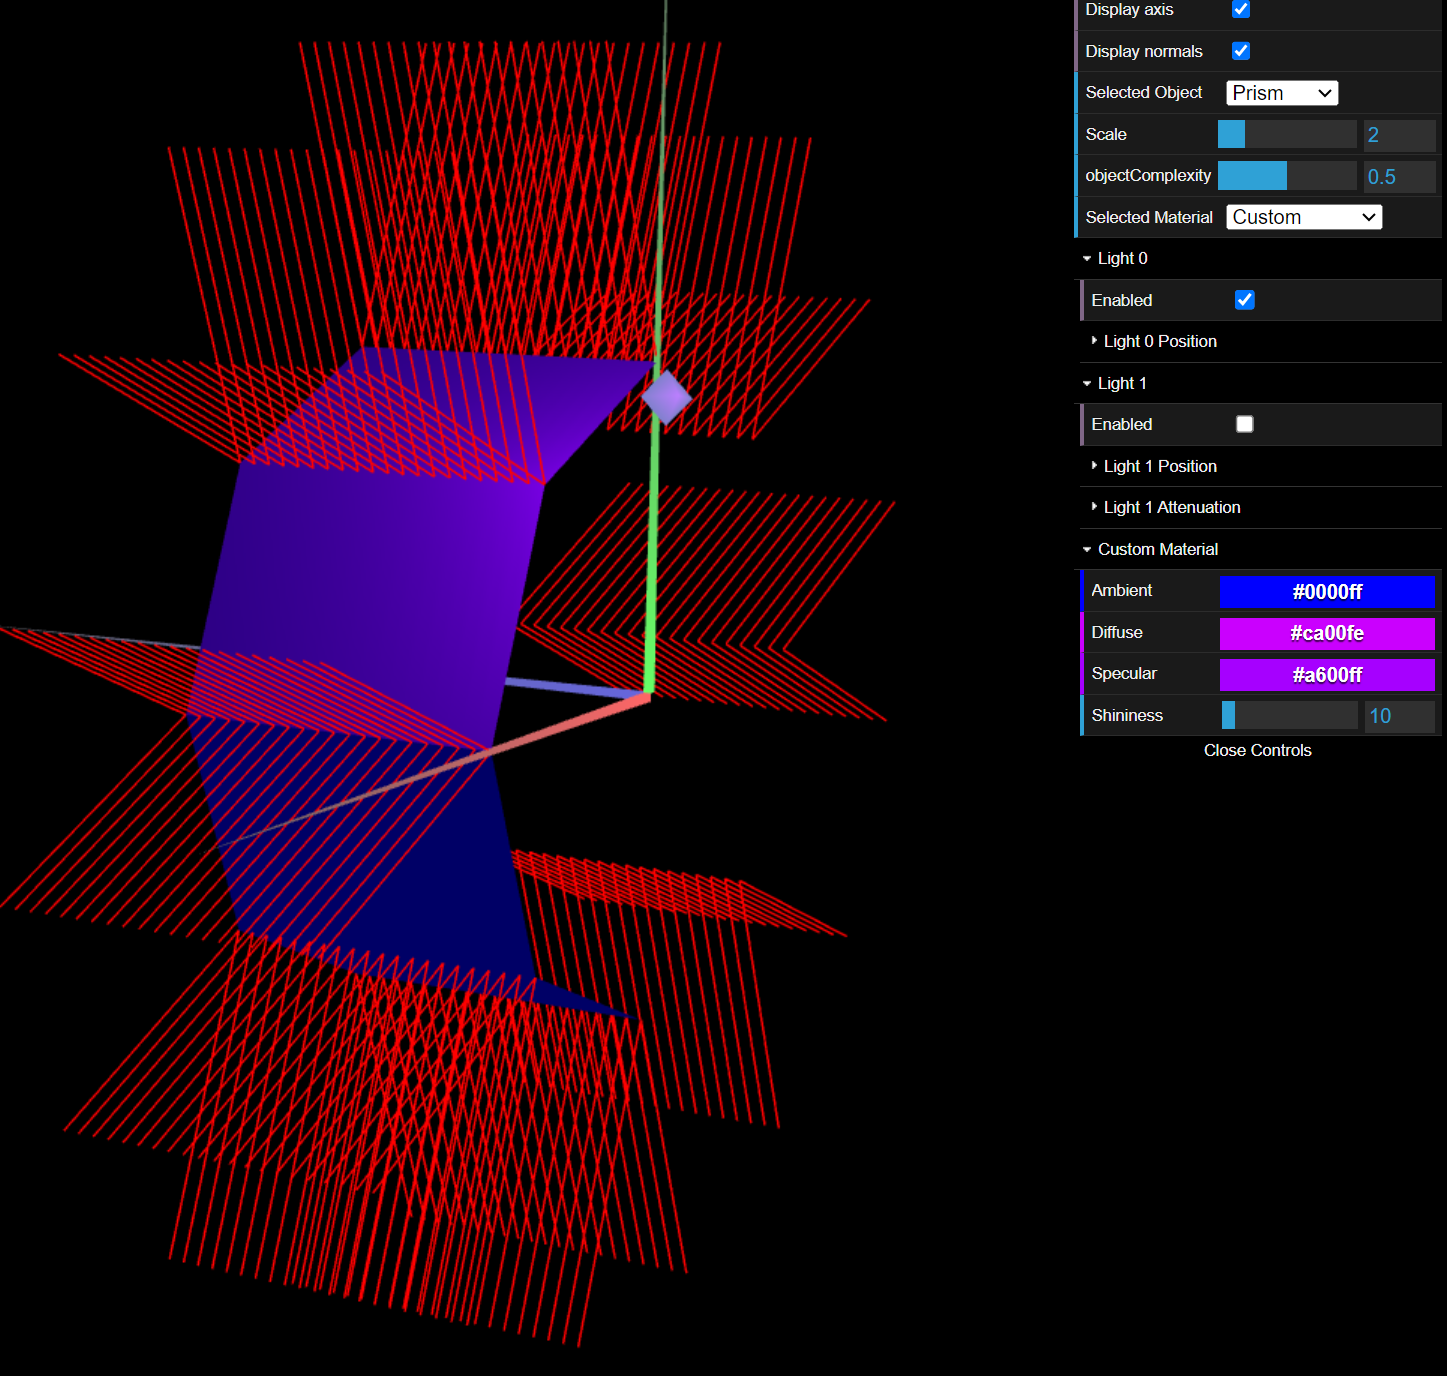 Display axis
Display normals
Selected Object Prism
Scale 2
objectComplexity 0.5
Selected Material Custom
Light 0
Enabled
Light 0 Position
Light 1
Enabled
Light 1 Position
Light 1 Attenuation
Custom Material
Ambient #0000ff
Diffuse #ca00fe
Specular #a600ff
Shininess 10
Close Controls